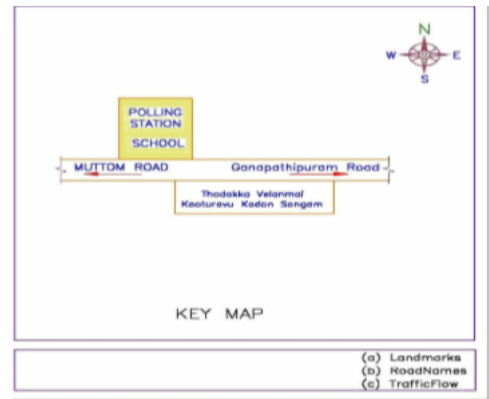 N
W E
S
POLLING
STATION
SCHOOL
MUTTOM ROAD Ganapathipuram Road
Thodakka Velanmai
Kooturavu Kadan Sangam
KEY MAP
(a) Landmarks
(b) RoadNames
(c) TrafficFlow